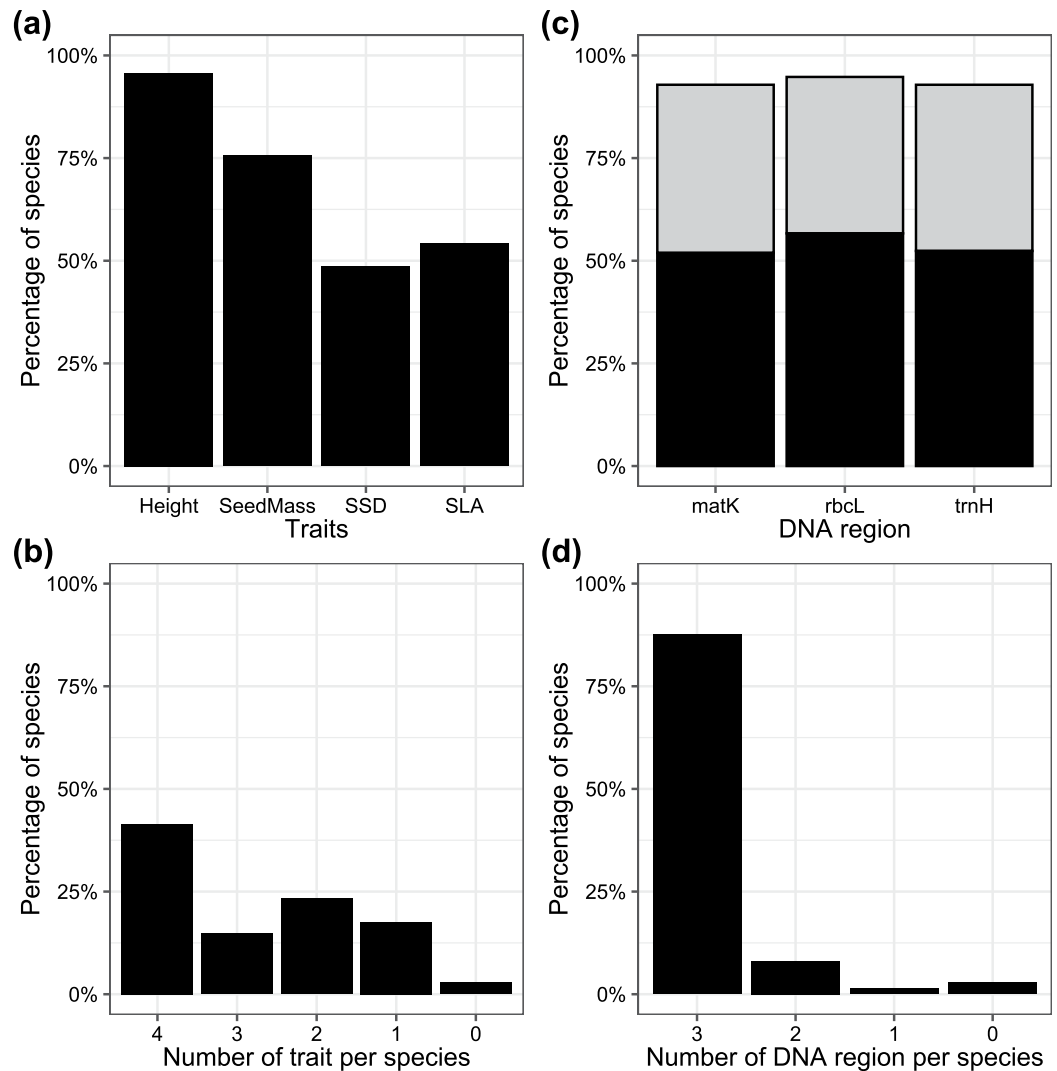 (a)
Percentage of species
100%
75%
50%
25%
0%
Height SeedMass SSD SLA
Traits
(c)
Percentage of species
100%
75%
50%
25%
0%
matK rbcL trnH
DNA region
(b)
Percentage of species
100%
75%
50%
25%
0%
4 3 2 1 0
Number of trait per species
(d)
Percentage of species
100%
75%
50%
25%
0%
3 2 1 0
Number of DNA region per species